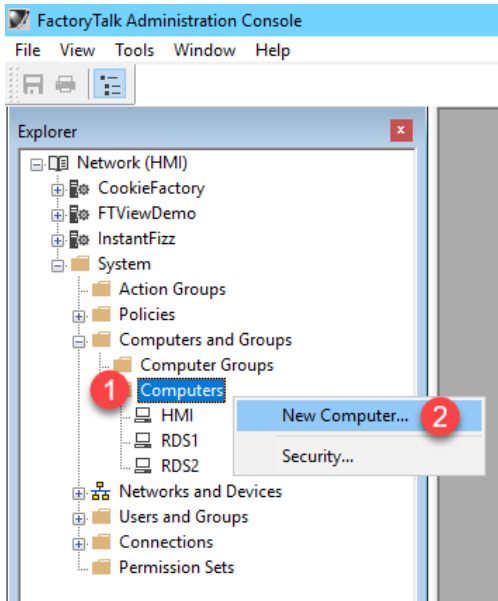 FactoryTalk Administration Console
File View Tools Window Help
Explorer
x
Network (HMI)
CookieFactory
FTViewDemo
InstantFizz
System
Action Groups
Policies
Computers and Groups
Computer Groups
1 Computers
HMI New Computer... 2
RDS1
RDS2 Security...
Networks and Devices
Users and Groups
Connections
Permission Sets